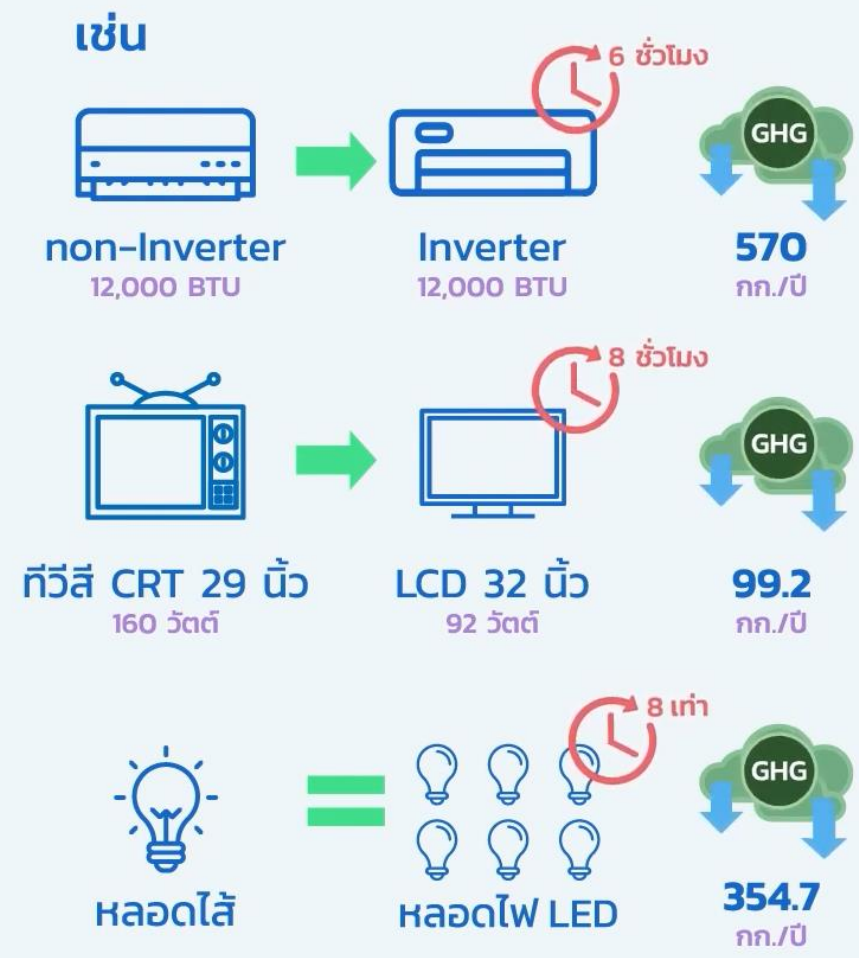 เช่น
6 ชั่วโมง
GHG
non-Inverter
12,000 BTU
Inverter
12,000 BTU
570
กก./ปี
8 ชั่วโมง
GHG
ทีวีสี CRT 29 นิ้ว
160 วัตต์
LCD 32 นิ้ว
92 วัตต์
99.2
กก./ปี
8 เท่า
GHG
หลอดไส้
หลอดไฟ LED
354.7
กก./ปี